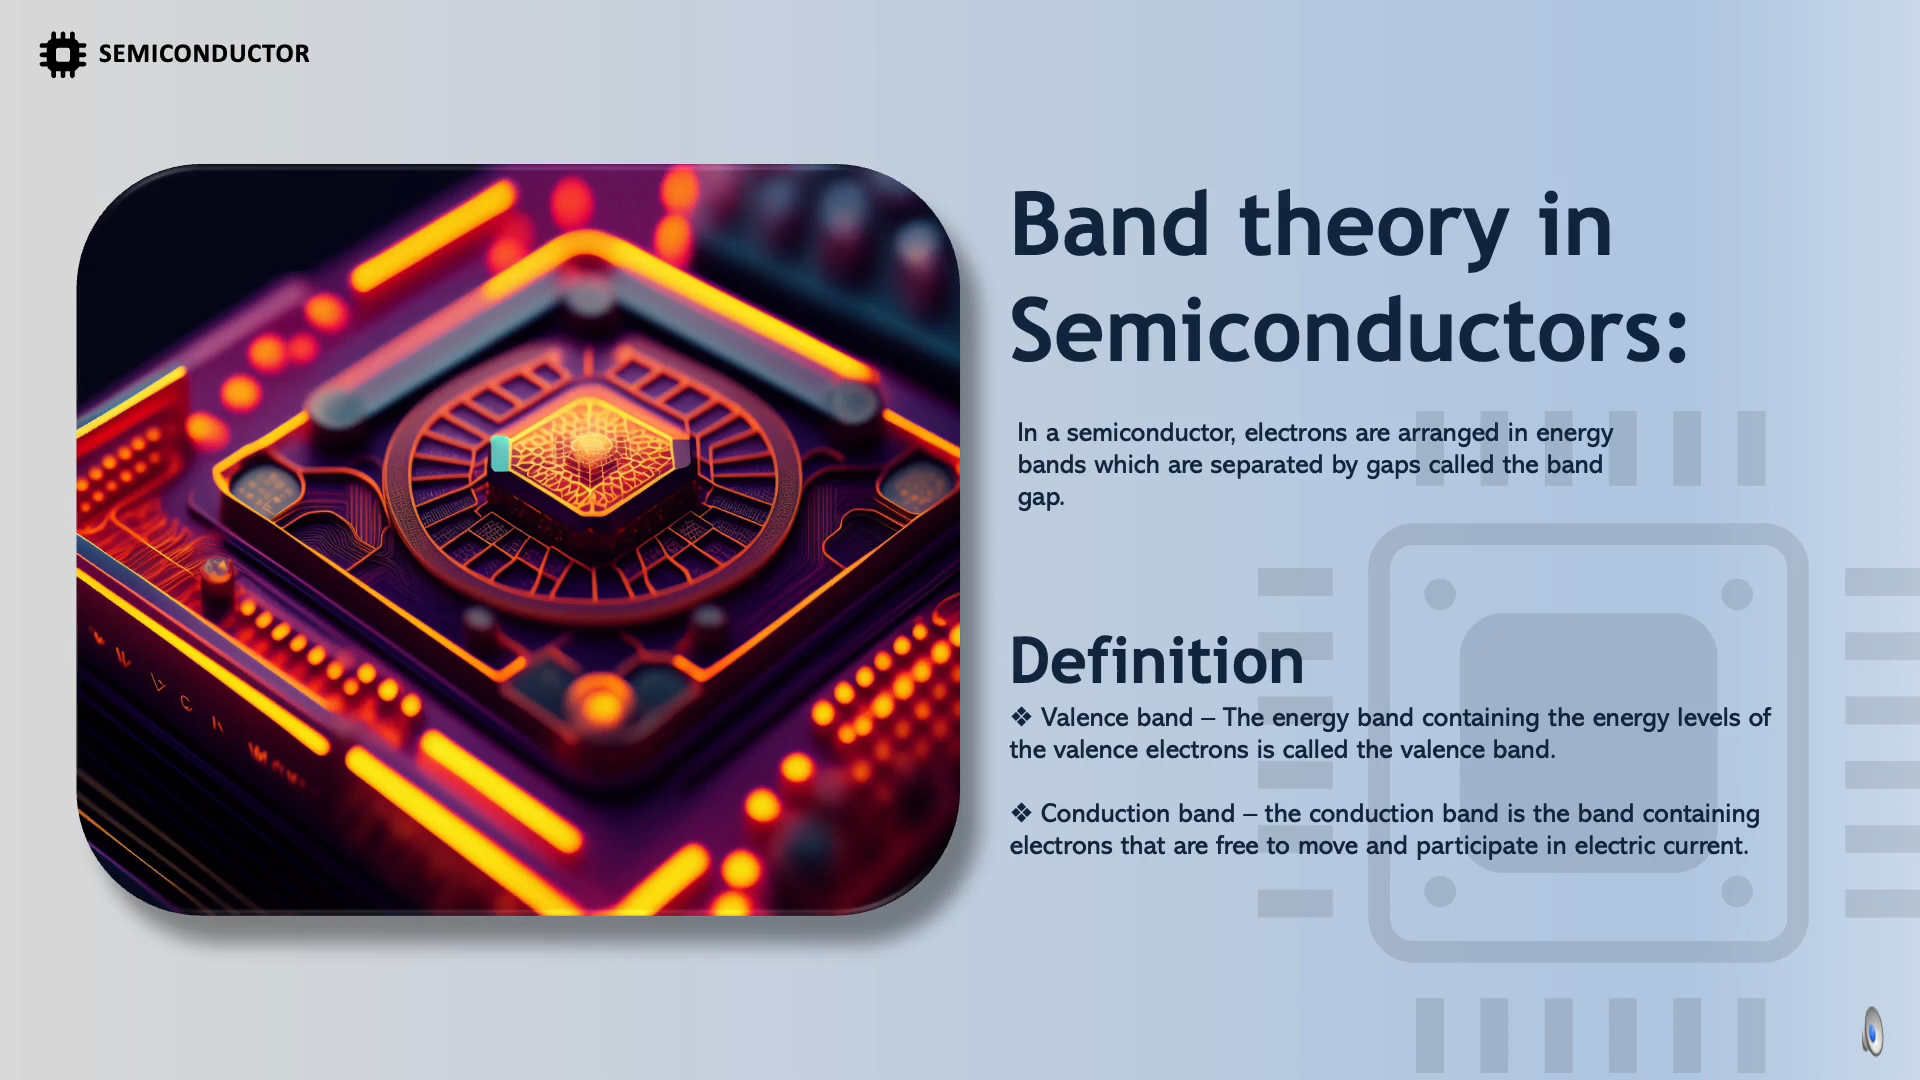 SEMICONDUCTOR
Band theory in
Semiconductors:
In a semiconductor, electrons are arranged in energy
bands which are separated by gaps called the band
gap.
Definition
❖ Valence band – The energy band containing the energy levels of
the valence electrons is called the valence band.
❖ Conduction band – the conduction band is the band containing
electrons that are free to move and participate in electric current.